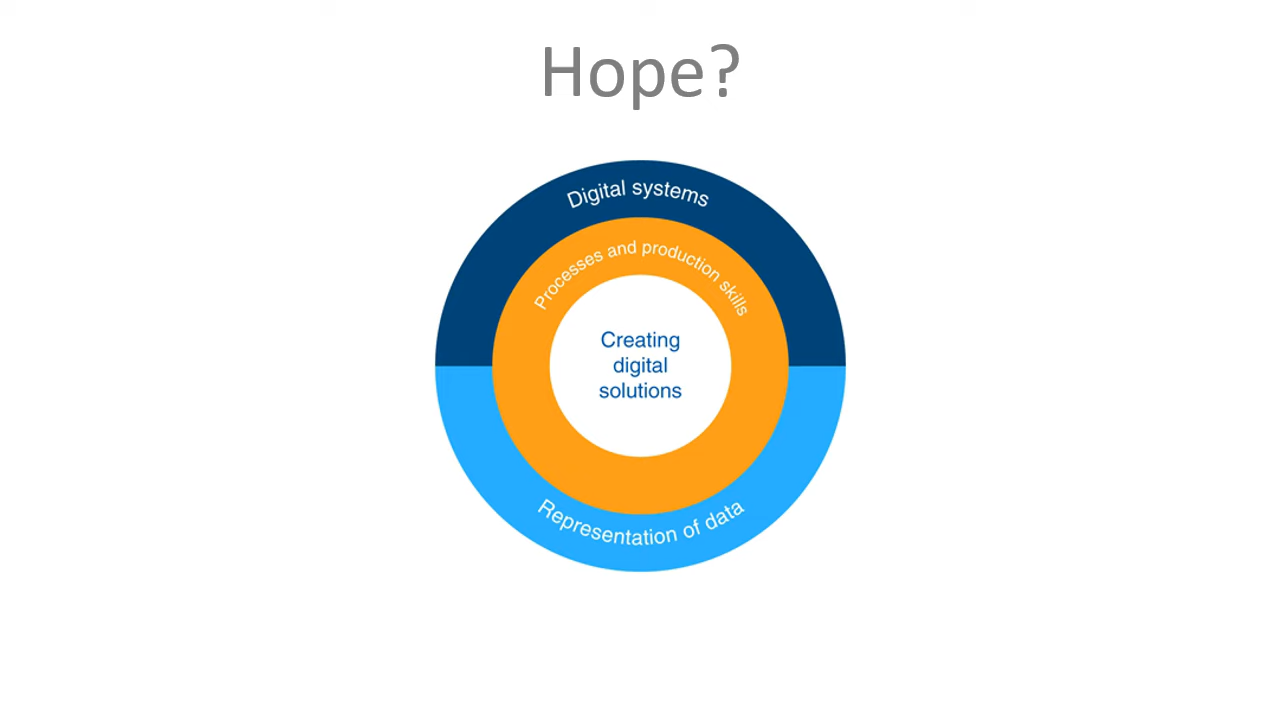 Hope?
Digital systems
Processes and production skills
Creating
digital
solutions
Representation of data